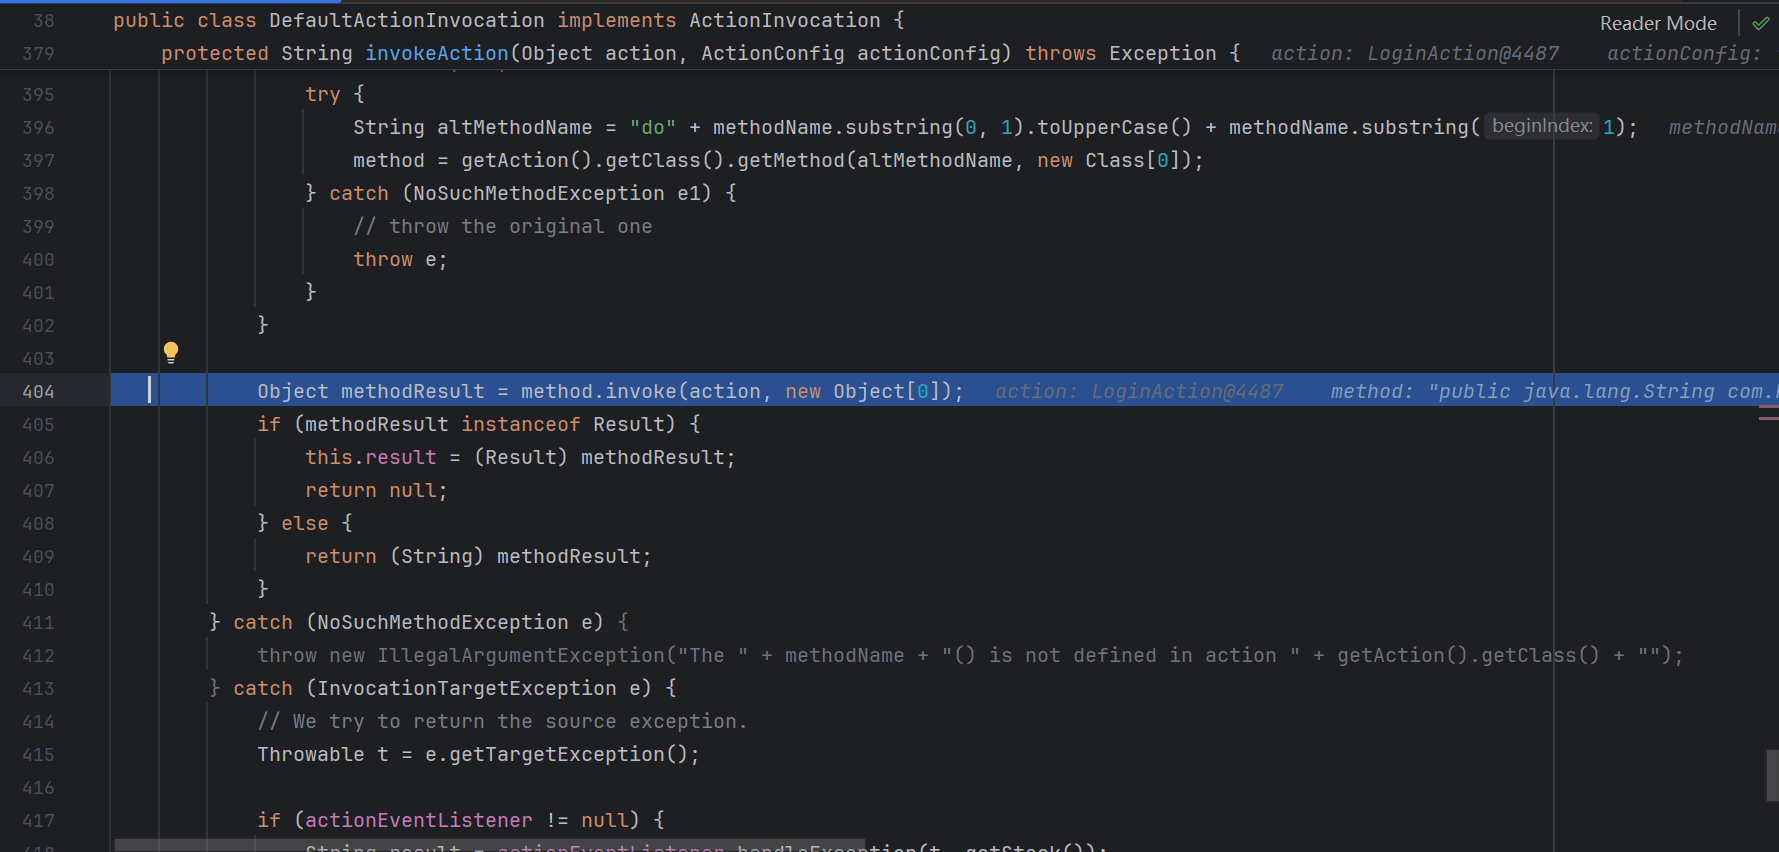 38 public class DefaultActionInvocation implements ActionInvocation {
Reader Mode
379 protected String invokeAction(Object action, ActionConfig actionConfig) throws Exception { action: LoginAction@4487 actionConfig:
395 try {
396 String altMethodName = "do" + methodName.substring(0, 1).toUpperCase() + methodName.substring( beginIndex: 1); methodNam
397 method = getAction().getClass().getMethod(altMethodName, new Class[0]);
398 } catch (NoSuchMethodException e1) {
399 // throw the original one
400 throw e;
401 }
402 }
403
404 Object methodResult = method.invoke(action, new Object[0]); action: LoginAction@4487 method: "public java.lang.String com.
405 if (methodResult instanceof Result) {
406 this.result = (Result) methodResult;
407 return null;
408 } else {
409 return (String) methodResult;
410 }
411 } catch (NoSuchMethodException e) {
412 throw new IllegalArgumentException("The " + methodName + "() is not defined in action " + getAction().getClass() + "");
413 } catch (InvocationTargetException e) {
414 // We try to return the source exception.
415 Throwable t = e.getTargetException();
416
417 if (actionEventListener != null) {
418 String result = actionEventListener.handleException(t, getStack());